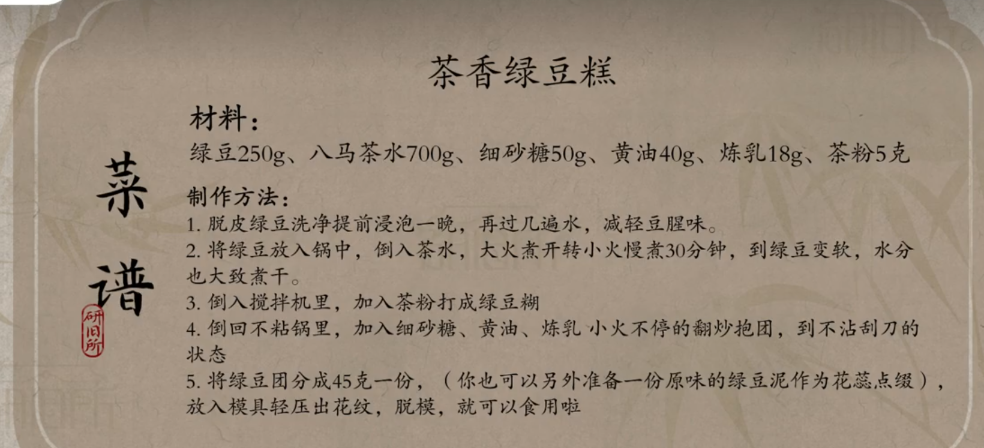 茶香绿豆糕
材料：
绿豆250g、八马茶水700g、细砂糖50g、黄油40g、炼乳18g、茶粉5克
菜谱
研旧所
制作方法：
1. 脱皮绿豆洗净提前浸泡一晚，再过几遍水，减轻豆腥味。
2. 将绿豆放入锅中，倒入茶水，大火煮开转小火慢煮30分钟，到绿豆变软，水分
也大致煮干。
3. 倒入搅拌机里，加入茶粉打成绿豆糊
4. 倒回不粘锅里，加入细砂糖、黄油、炼乳 小火不停的翻炒抱团，到不沾刮刀的
状态
5. 将绿豆团分成45克一份，（你也可以另外准备一份原味的绿豆泥作为花蕊点缀），
放入模具轻压出花纹，脱模，就可以食用啦